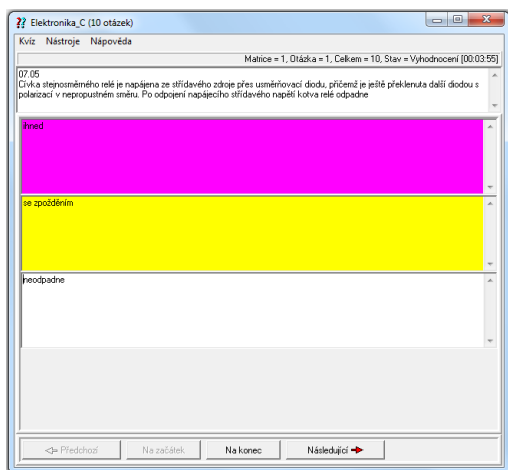 Elektronika_C (10 otázek)
Kvíz Nástroje Nápověda
Matrice = 1, Otázka = 1, Celkem = 10, Stav = Vyhodnocení [00:03:55]
07.05
Cívka stejnosměrného relé je napájena ze střídavého zdroje přes usměrňovací diodu, přičemž je ještě překlenuta další diodou s
polarizací v nepropustném směru. Po odpojení napájecího střídavého napětí kotva relé odpadne
ihned
se zpožděním
neodpadne
Předchozí Na začátek Na konec Následující